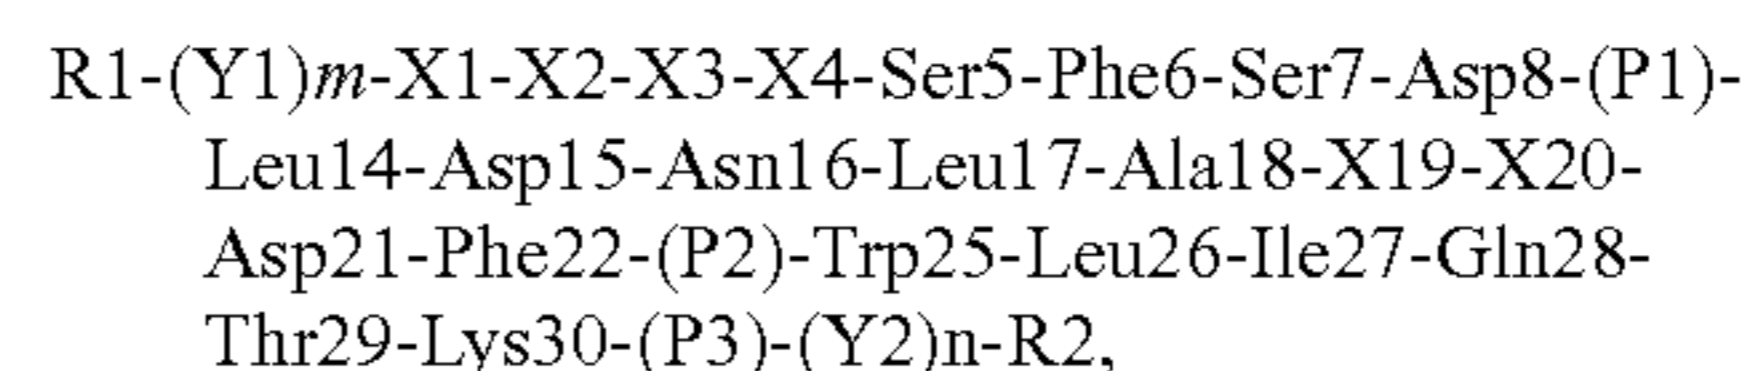 R1-(Y1)m-X1-X2-X3-X4-Ser5-Phe6-Ser7-Asp8-(P1)-
Leu14-Asp15-Asn16-Leu17-Ala18-X19-X20-
Asp21-Phe22-(P2)-Trp25-Leu26-Ile27-Gln28-
Thr29-Lys30-(P3)-(Y2)n-R2,